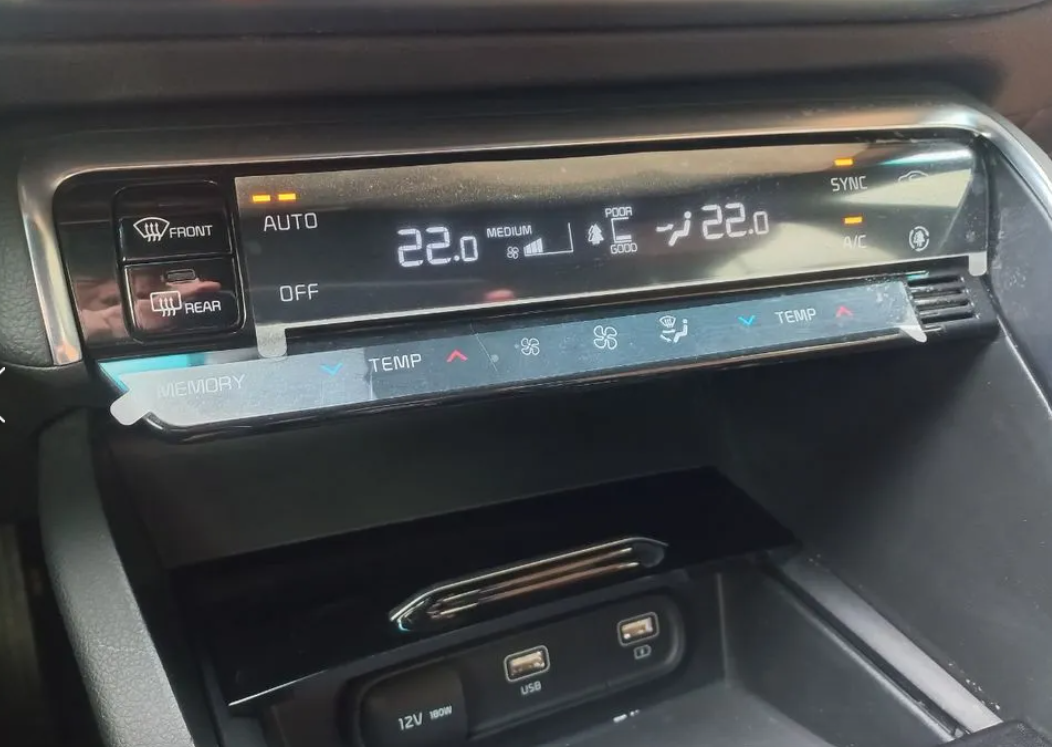 FRONT
REAR
AUTO
OFF
22.0
MEDIUM
POOR
GOOD
22.0
SYNC
A/C
MEMORY
TEMP
TEMP
12V 180W
USB